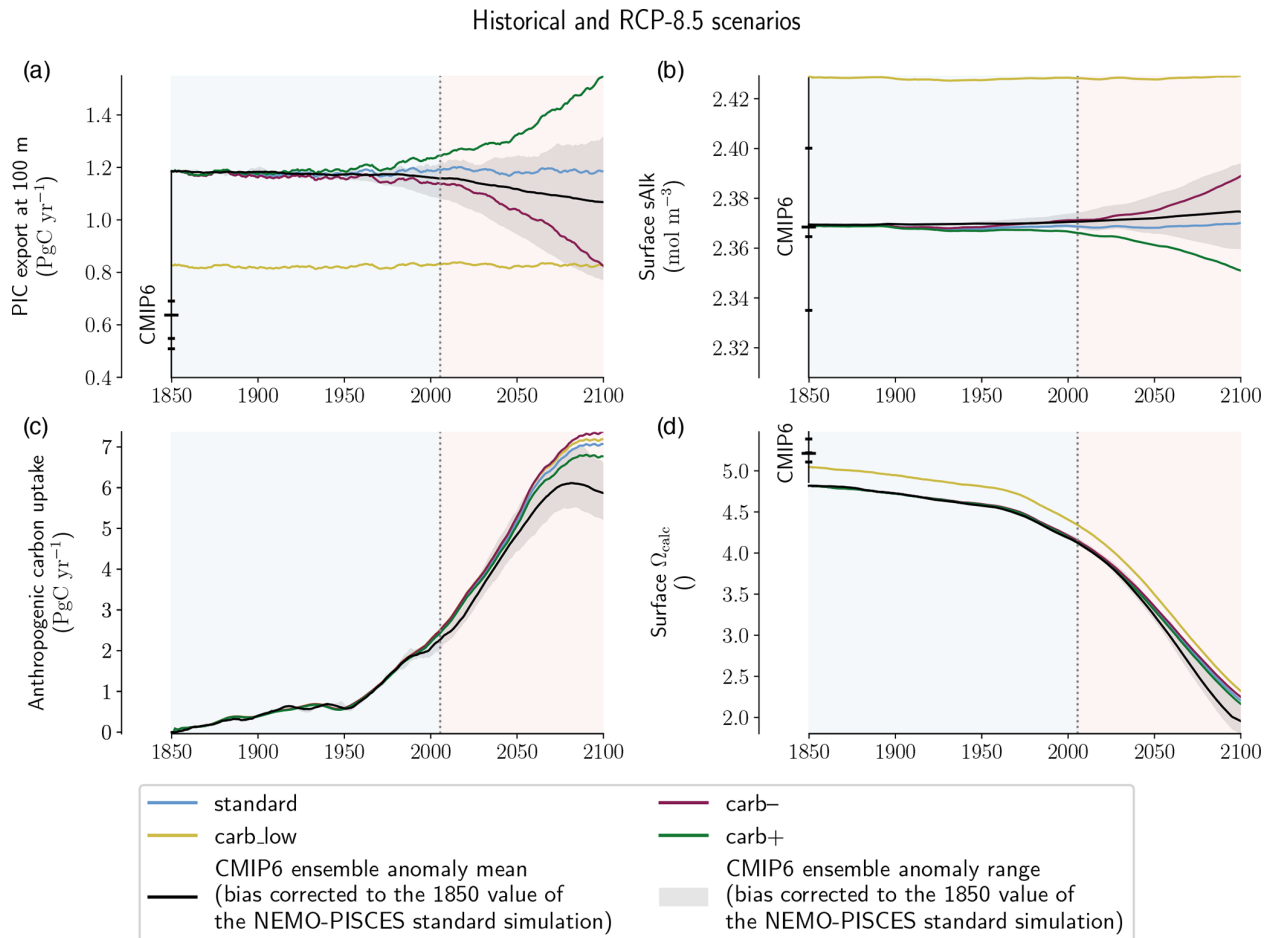 Historical and RCP-8.5 scenarios
(a)
PIC export at 100 m
(PgC yr⁻¹)
1.4
1.2
1.0
0.8
0.6
0.4
CMIP6
1850 1900 1950 2000 2050 2100
(b)
Surface sAlk
(mol m⁻³)
2.42
2.40
2.38
2.36
2.34
2.32
CMIP6
1850 1900 1950 2000 2050 2100
(c)
Anthropogenic carbon uptake
(PgC yr⁻¹)
7
6
5
4
3
2
1
0
1850 1900 1950 2000 2050 2100
(d)
Surface Ωcalc
()
CMIP6
5.0
4.5
4.0
3.5
3.0
2.5
2.0
1850 1900 1950 2000 2050 2100
standard
carb_low
CMIP6 ensemble anomaly mean
(bias corrected to the 1850 value of
the NEMO-PISCES standard simulation)
carb–
carb+
CMIP6 ensemble anomaly range
(bias corrected to the 1850 value of
the NEMO-PISCES standard simulation)